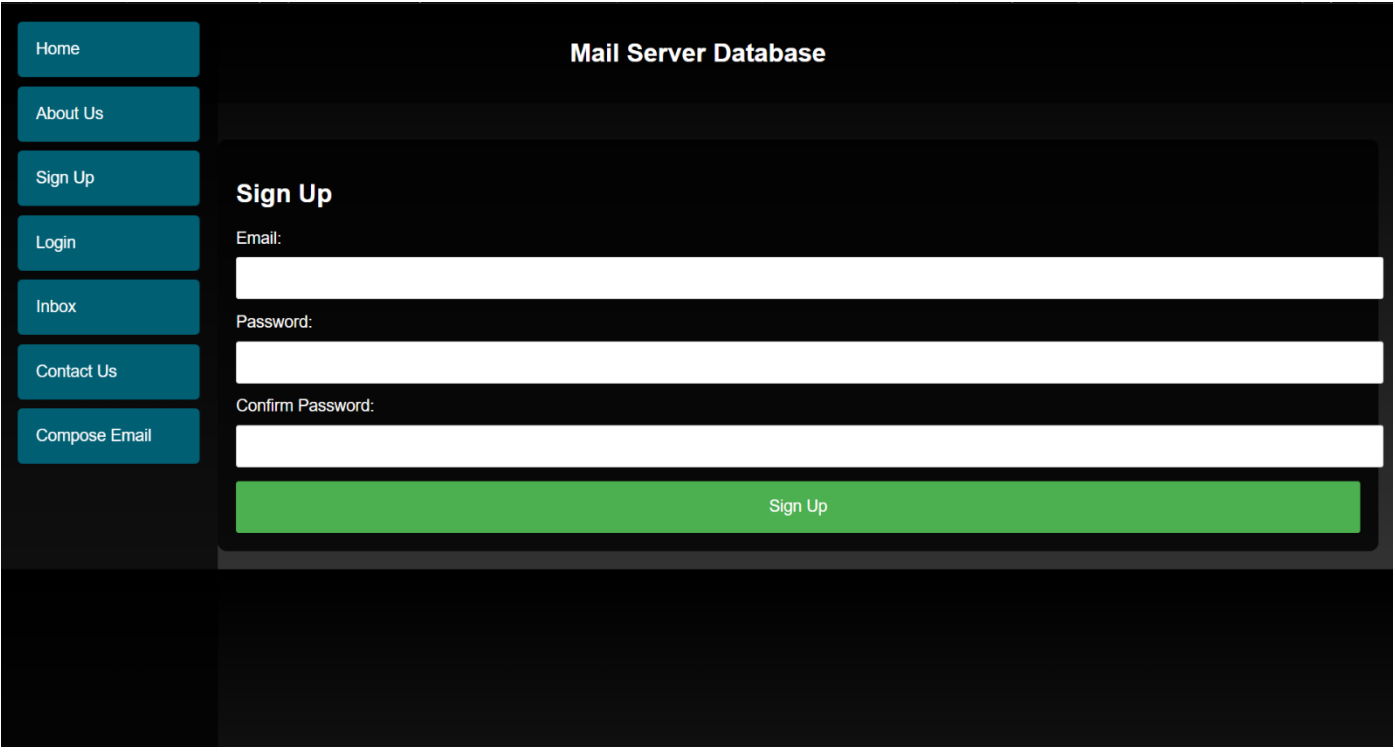 Home
About Us
Sign Up
Login
Inbox
Contact Us
Compose Email
Mail Server Database
Sign Up
Email:
Password:
Confirm Password:
Sign Up